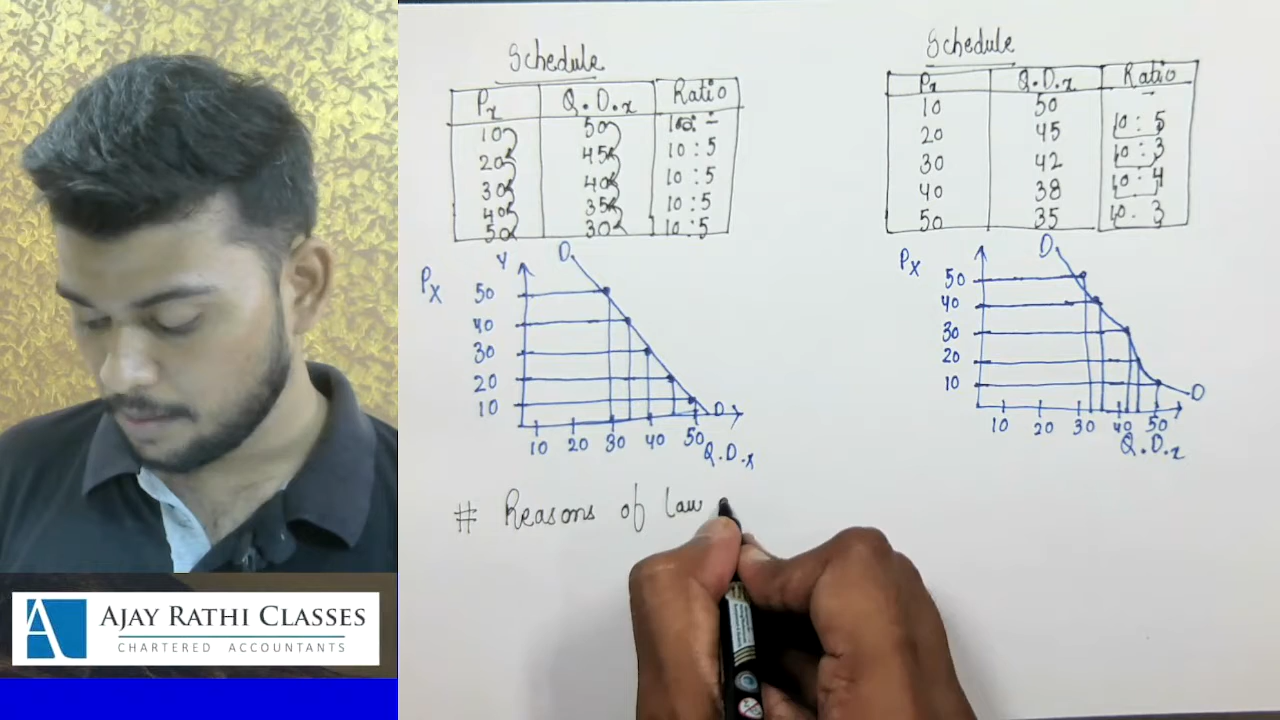 Schedule
Px Q.D.x Ratio
10 50 -
20 45 10 : 5
30 40 10 : 5
40 35 10 : 5
50 30 10 : 5
Schedule
Px Q.D.x Ratio
10 50 -
20 45 10 : 5
30 42 10 : 3
40 38 10 : 4
50 35 10 : 3
Y D
Px
50
40
30
20
10
D
10 20 30 40 50
Q.D.x
D
Px
50
40
30
20
10
D
10 20 30 40 50
Q.D.x
# Reasons of law
AJAY RATHI CLASSES
CHARTERED ACCOUNTANTS